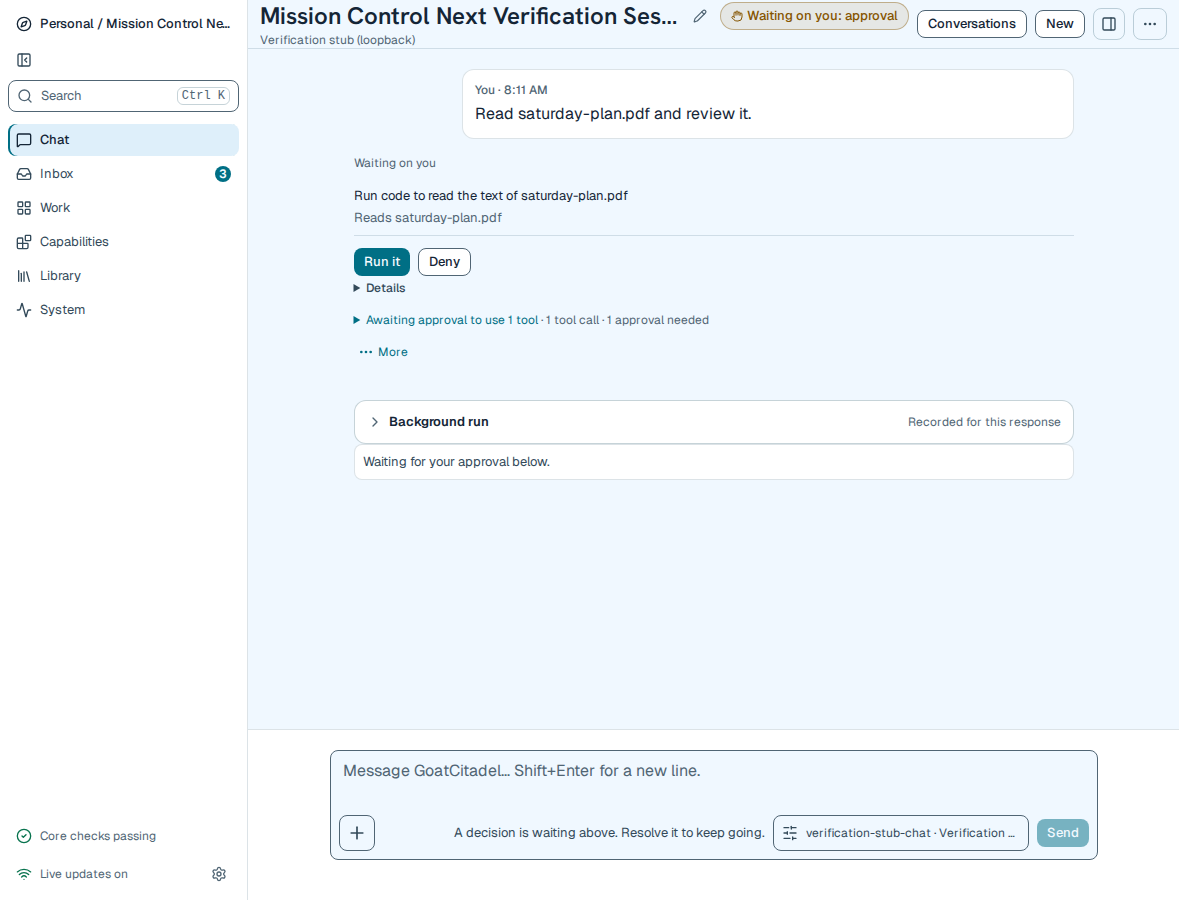 Personal / Mission Control Ne...
Search
Ctrl K
Chat
Inbox
3
Work
Capabilities
Library
System
Core checks passing
Live updates on
Mission Control Next Verification Ses...
Verification stub (loopback)
Waiting on you: approval
Conversations
New
You · 8:11 AM
Read saturday-plan.pdf and review it.
Waiting on you
Run code to read the text of saturday-plan.pdf
Reads saturday-plan.pdf
Run it
Deny
Details
Awaiting approval to use 1 tool · 1 tool call · 1 approval needed
More
Background run
Recorded for this response
Waiting for your approval below.
Message GoatCitadel... Shift+Enter for a new line.
A decision is waiting above. Resolve it to keep going.
verification-stub-chat · Verification ...
Send